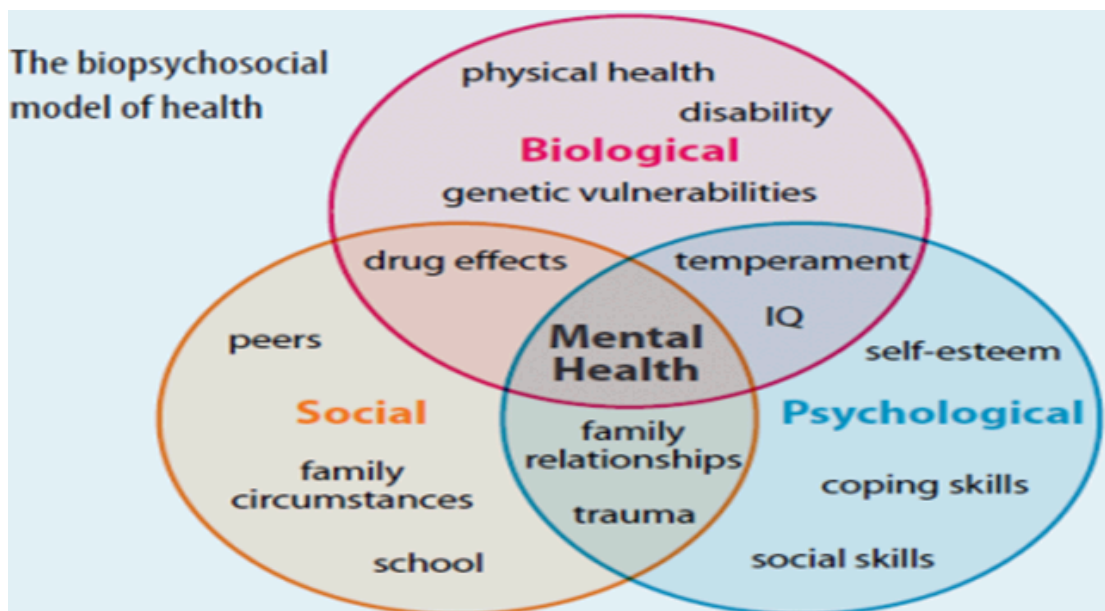 The biopsychosocial
model of health
physical health
disability
Biological
genetic vulnerabilities
drug effects
temperament
IQ
Mental
Health
peers
self-esteem
Social
Psychological
family
relationships
family
circumstances
coping skills
trauma
school
social skills